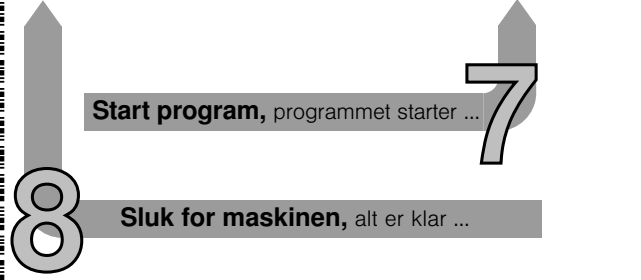 Start program, programmet starter ... 7
8 Sluk for maskinen, alt er klar ...